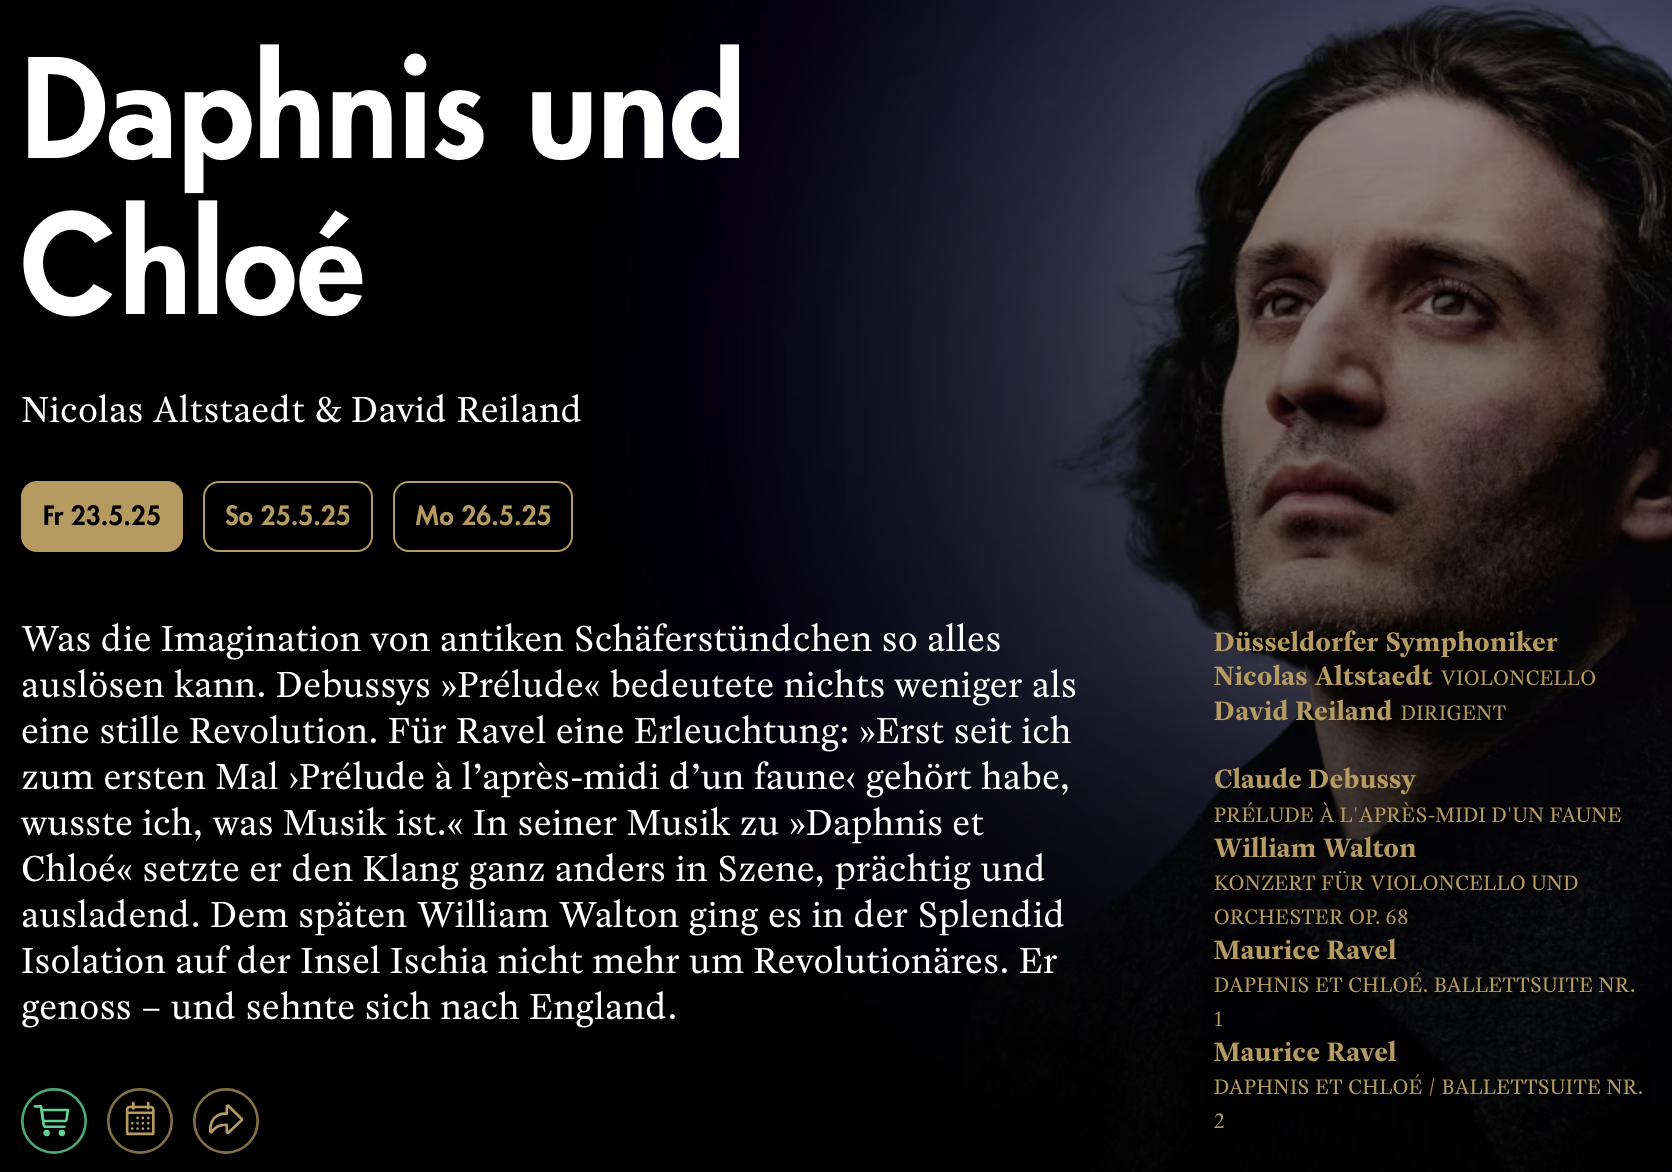 Daphnis und
Chloé
Nicolas Altstaedt & David Reiland
Fr 23.5.25
So 25.5.25
Mo 26.5.25
Was die Imagination von antiken Schäferstündchen so alles
auslösen kann. Debussys »Prélude« bedeutete nichts weniger als
eine stille Revolution. Für Ravel eine Erleuchtung: »Erst seit ich
zum ersten Mal ›Prélude à l’après-midi d’un faune‹ gehört habe,
wusste ich, was Musik ist.« In seiner Musik zu »Daphnis et
Chloé« setzte er den Klang ganz anders in Szene, prächtig und
ausladend. Dem späten William Walton ging es in der Splendid
Isolation auf der Insel Ischia nicht mehr um Revolutionäres. Er
genoss – und sehnte sich nach England.
Düsseldorfer Symphoniker
Nicolas Altstaedt VIOLONCELLO
David Reiland DIRIGENT
Claude Debussy
PRÉLUDE À L'APRÈS-MIDI D'UN FAUNE
William Walton
KONZERT FÜR VIOLONCELLO UND
ORCHESTER OP. 68
Maurice Ravel
DAPHNIS ET CHLOÉ. BALLETTSUITE NR.
1
Maurice Ravel
DAPHNIS ET CHLOÉ / BALLETTSUITE NR.
2